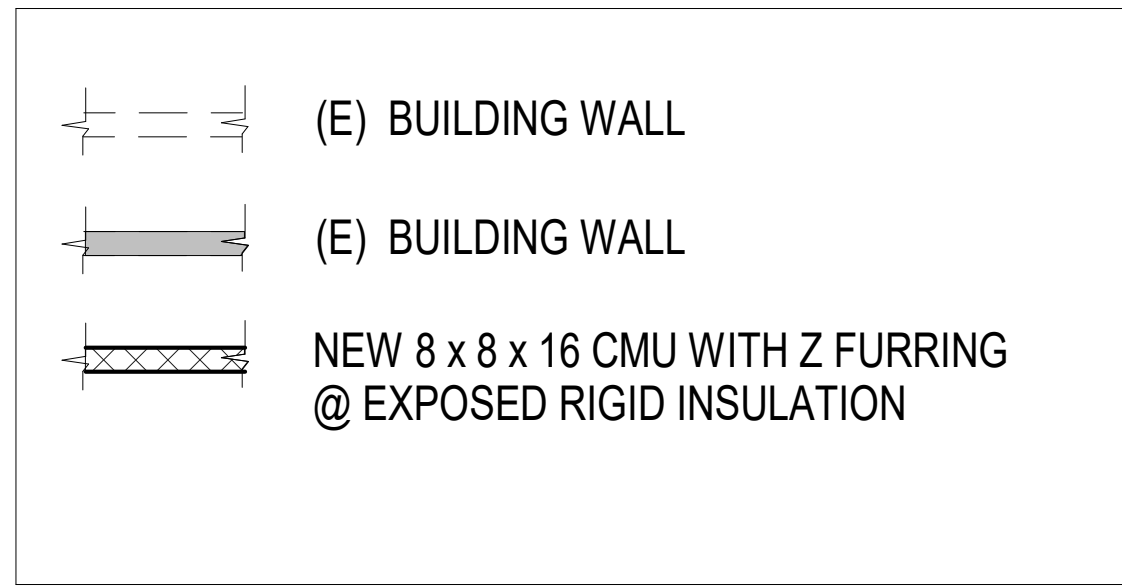 (E) BUILDING WALL
(E) BUILDING WALL
NEW 8 x 8 x 16 CMU WITH Z FURRING
@ EXPOSED RIGID INSULATION